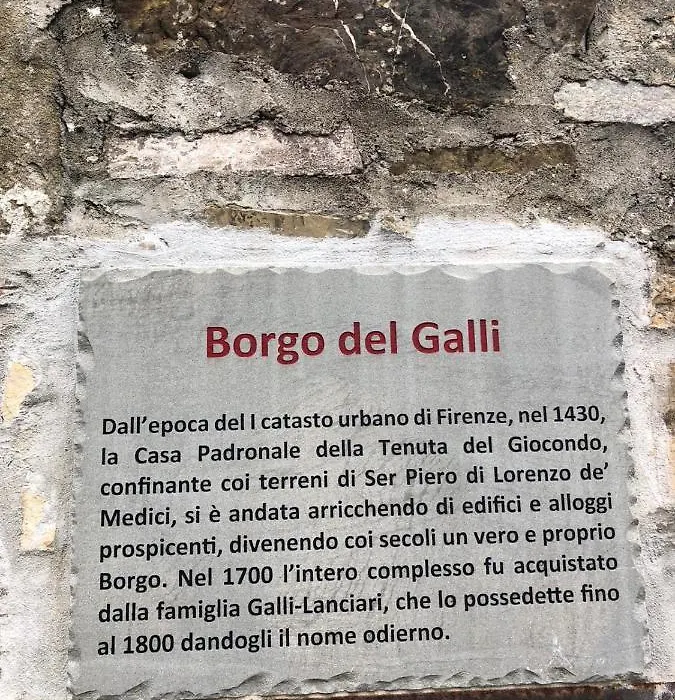 Borgo del Galli
Dall’epoca del I catasto urbano di Firenze, nel 1430,
la Casa Padronale della Tenuta del Giocondo,
confinante coi terreni di Ser Piero di Lorenzo de’
Medici, si è andata arricchendo di edifici e alloggi
prospicenti, divenendo coi secoli un vero e proprio
Borgo. Nel 1700 l’intero complesso fu acquistato
dalla famiglia Galli-Lanciari, che lo possedette fino
al 1800 dandogli il nome odierno.